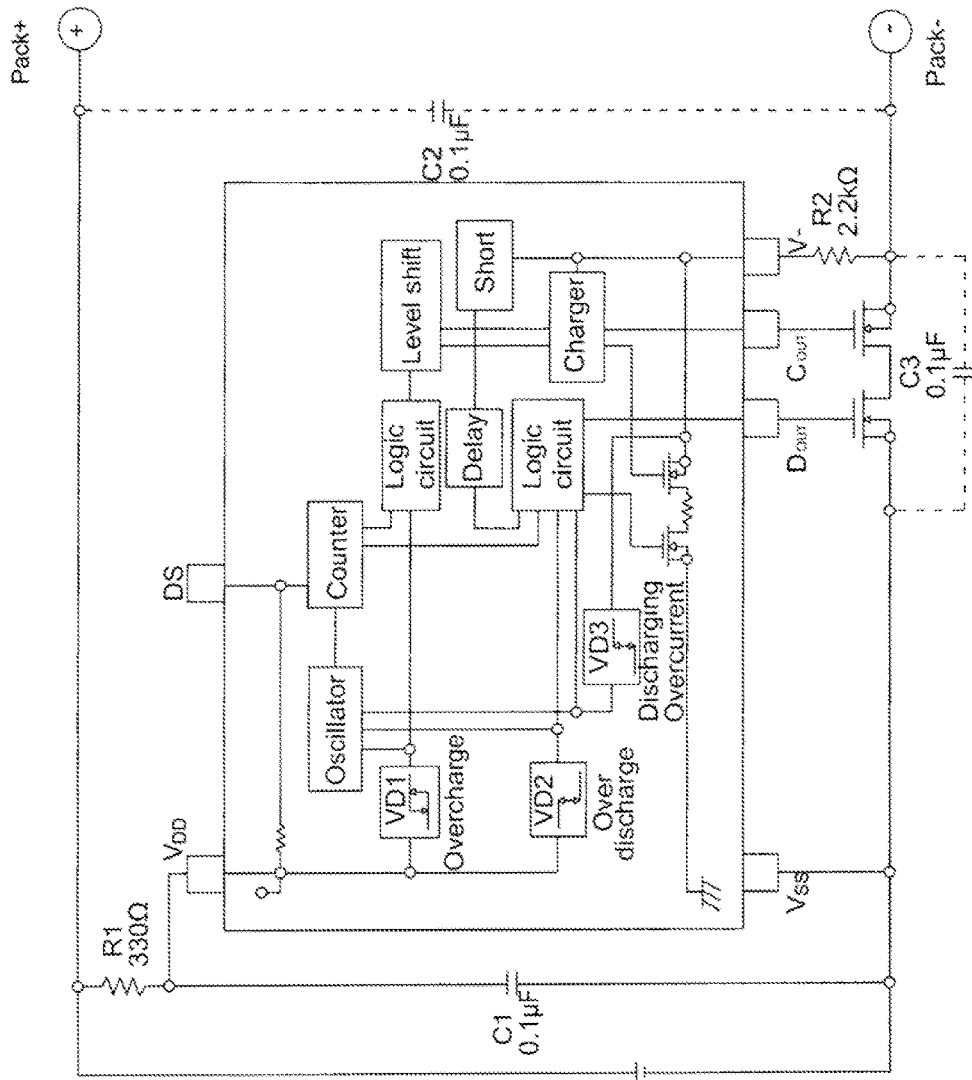 Pack+
+
C2
0.1μF
R1
330Ω
VDD
DS
Oscillator
Counter
Logic
circuit
Level shift
Delay
Short
Logic
circuit
Charger
VD1
Overcharge
VD2
Over
discharge
VD3
Discharging
Overcurrent
C1
0.1μF
VSS
DOUT
COUT
V-
R2
2.2kΩ
C3
0.1μF
-
Pack-